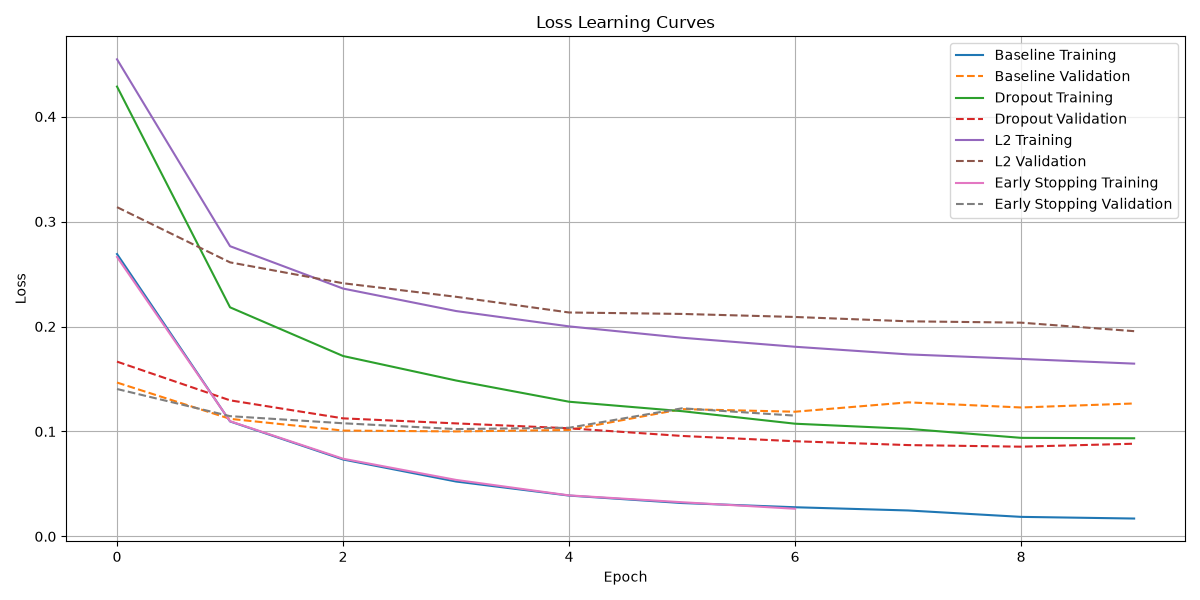 Loss Learning Curves
Baseline Training
Baseline Validation
Dropout Training
Dropout Validation
L2 Training
L2 Validation
Early Stopping Training
Early Stopping Validation
Loss
0.4
0.3
0.2
0.1
0.0
0 2 4 6 8
Epoch